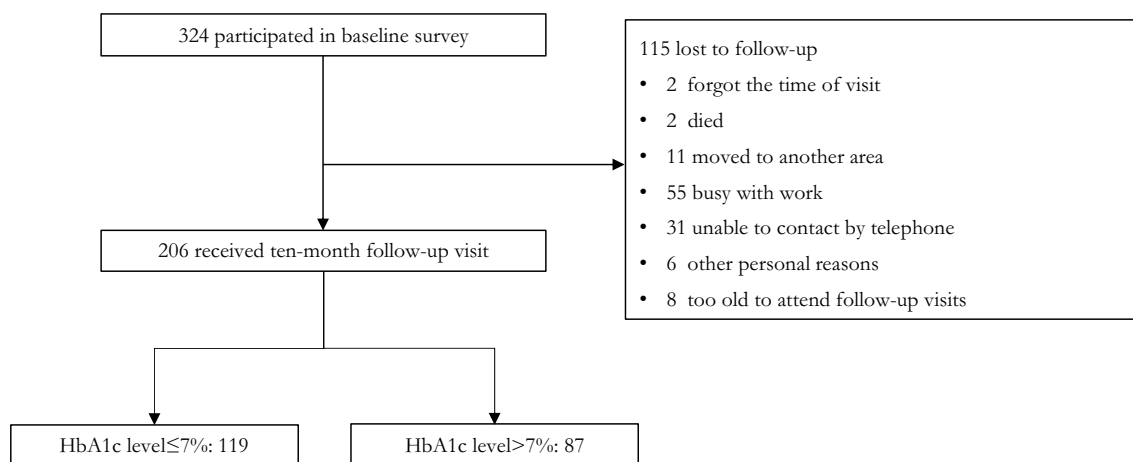 324 participated in baseline survey
115 lost to follow-up
• 2 forgot the time of visit
• 2 died
• 11 moved to another area
• 55 busy with work
• 31 unable to contact by telephone
• 6 other personal reasons
• 8 too old to attend follow-up visits
206 received ten-month follow-up visit
HbA1c level≤7%: 119
HbA1c level>7%: 87